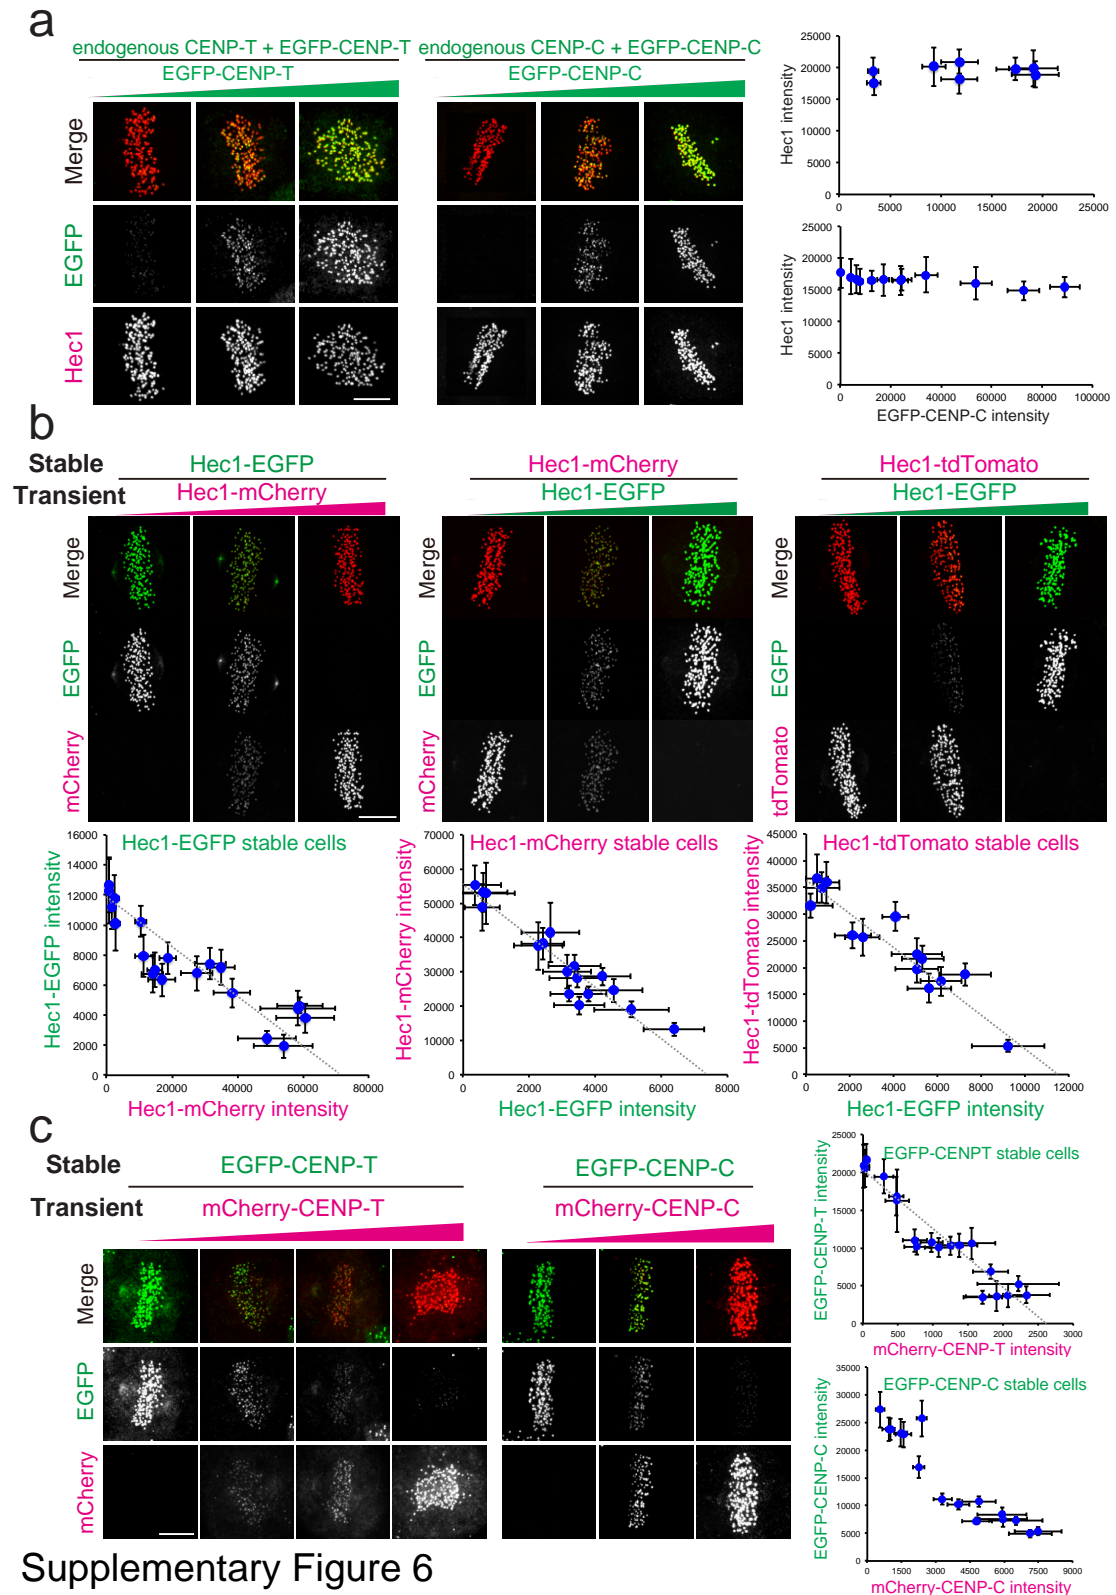 a
endogenous CENP-T + EGFP-CENP-T
EGFP-CENP-T
endogenous CENP-C + EGFP-CENP-C
EGFP-CENP-C
Merge
EGFP
Hec1
Hec1 intensity
25000
20000
15000
10000
5000
0
0 5000 10000 15000 20000 25000
Hec1 intensity
25000
20000
15000
10000
5000
0
0 20000 40000 60000 80000 100000
EGFP-CENP-C intensity
b
Stable
Transient
Hec1-EGFP
Hec1-mCherry
Hec1-mCherry
Hec1-EGFP
Hec1-tdTomato
Hec1-EGFP
Merge
EGFP
mCherry
Merge
EGFP
mCherry
Merge
EGFP
tdTomato
Hec1-EGFP stable cells
Hec1-EGFP intensity
16000
14000
12000
10000
8000
6000
4000
2000
0
0 20000 40000 60000 80000
Hec1-mCherry intensity
Hec1-mCherry stable cells
Hec1-mCherry intensity
70000
60000
50000
40000
30000
20000
10000
0
0 2000 4000 6000 8000
Hec1-EGFP intensity
Hec1-tdTomato stable cells
Hec1-tdTomato intensity
45000
40000
35000
30000
25000
20000
15000
10000
5000
0
0 2000 4000 6000 8000 10000 12000
Hec1-EGFP intensity
c
Stable
Transient
EGFP-CENP-T
mCherry-CENP-T
EGFP-CENP-C
mCherry-CENP-C
Merge
EGFP
mCherry
EGFP-CENPT stable cells
EGFP-CENP-T intensity
25000
20000
15000
10000
5000
0
0 500 1000 1500 2000 2500 3000
mCherry-CENP-T intensity
EGFP-CENP-C stable cells
EGFP-CENP-C intensity
35000
30000
25000
20000
15000
10000
5000
0
0 1500 3000 4500 6000 7500 9000
mCherry-CENP-C intensity
Supplementary Figure 6